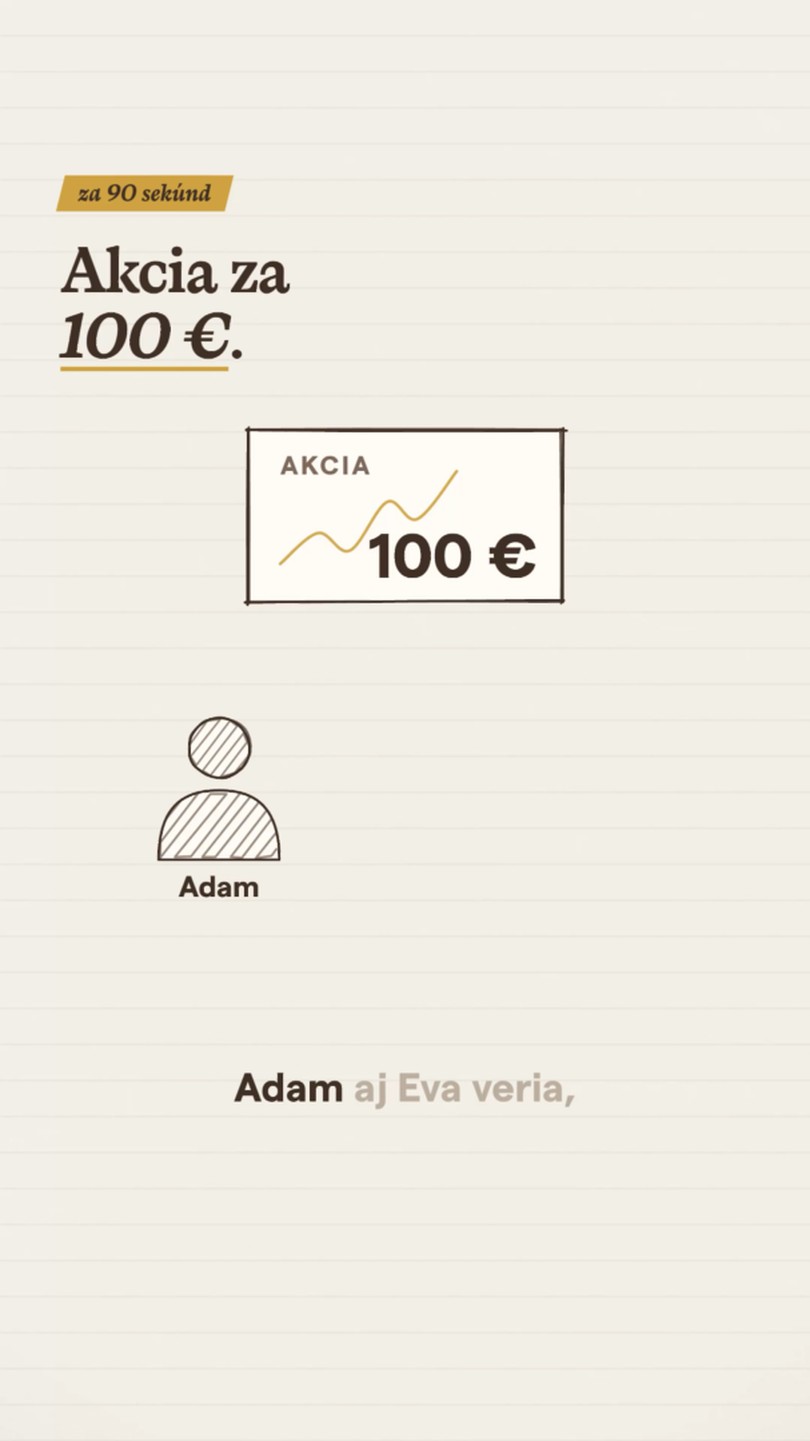 za 90 sekúnd
Akcia za
100 €.
AKCIA
100 €
Adam
Adam aj Eva veria,